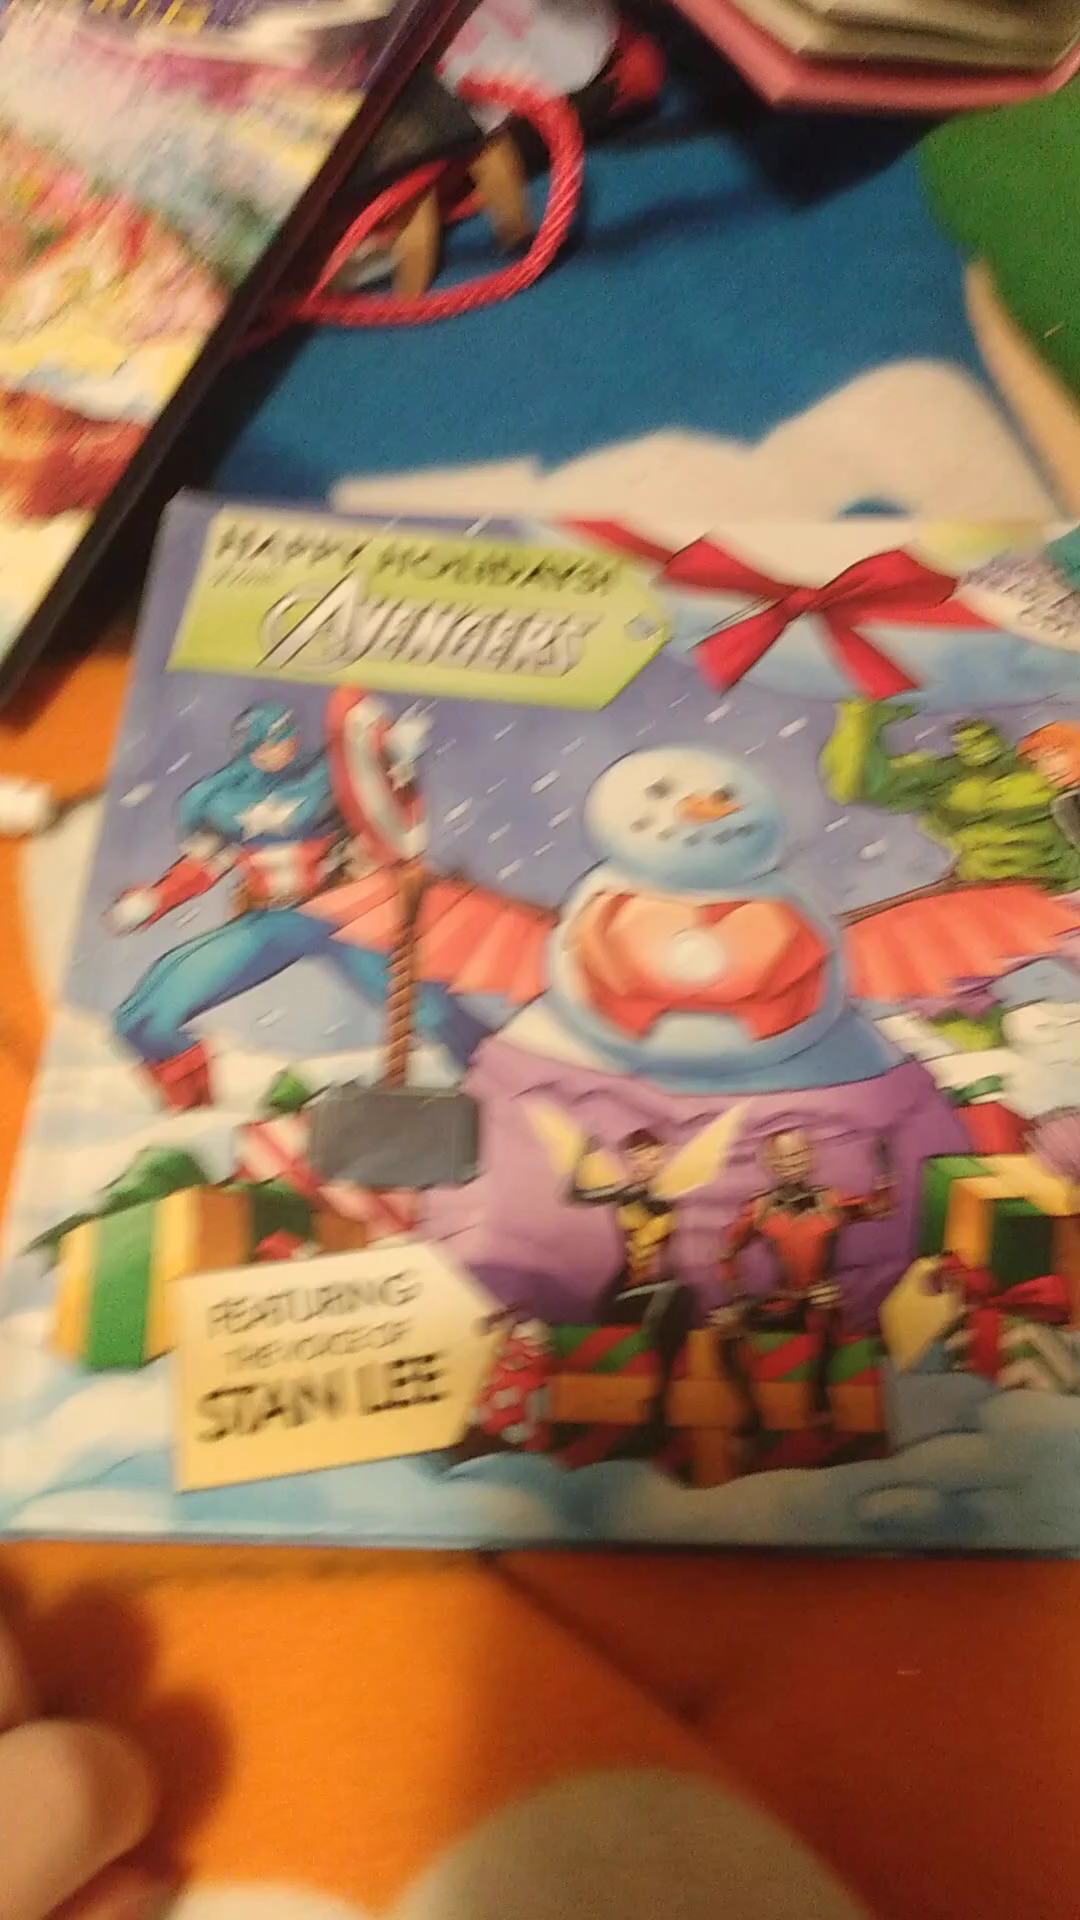 HAPPY HOLIDAYS!
AVENGERS
FEATURING
THE VOICE OF
STAN LEE